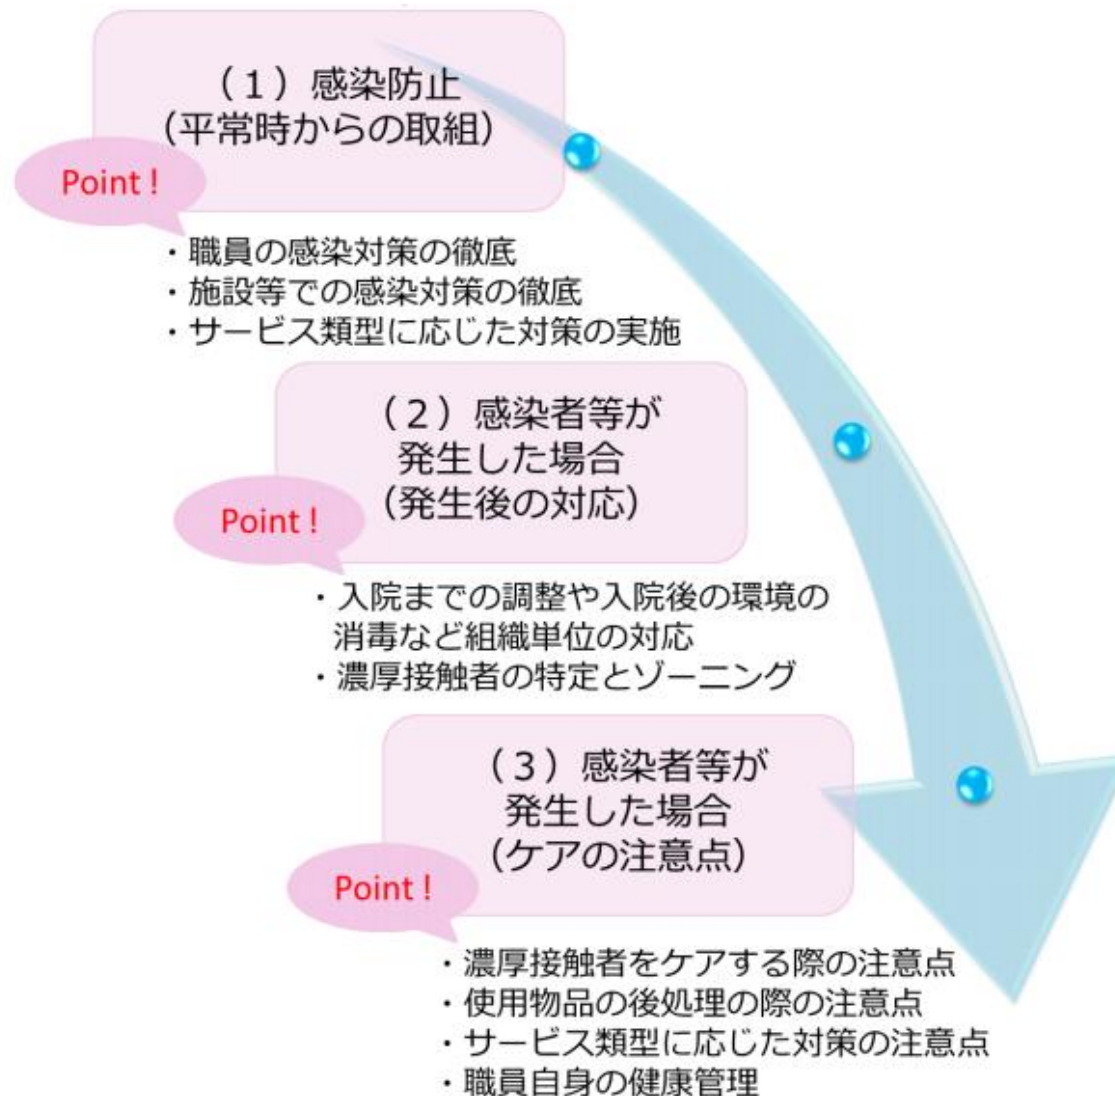 （１）感染防止
（平常時からの取組）
Point !
・職員の感染対策の徹底
・施設等での感染対策の徹底
・サービス類型に応じた対策の実施
（２）感染者等が
発生した場合
（発生後の対応）
Point !
・入院までの調整や入院後の環境の
消毒など組織単位の対応
・濃厚接触者の特定とゾーニング
（３）感染者等が
発生した場合
（ケアの注意点）
Point !
・濃厚接触者をケアする際の注意点
・使用物品の後処理の際の注意点
・サービス類型に応じた対策の注意点
・職員自身の健康管理